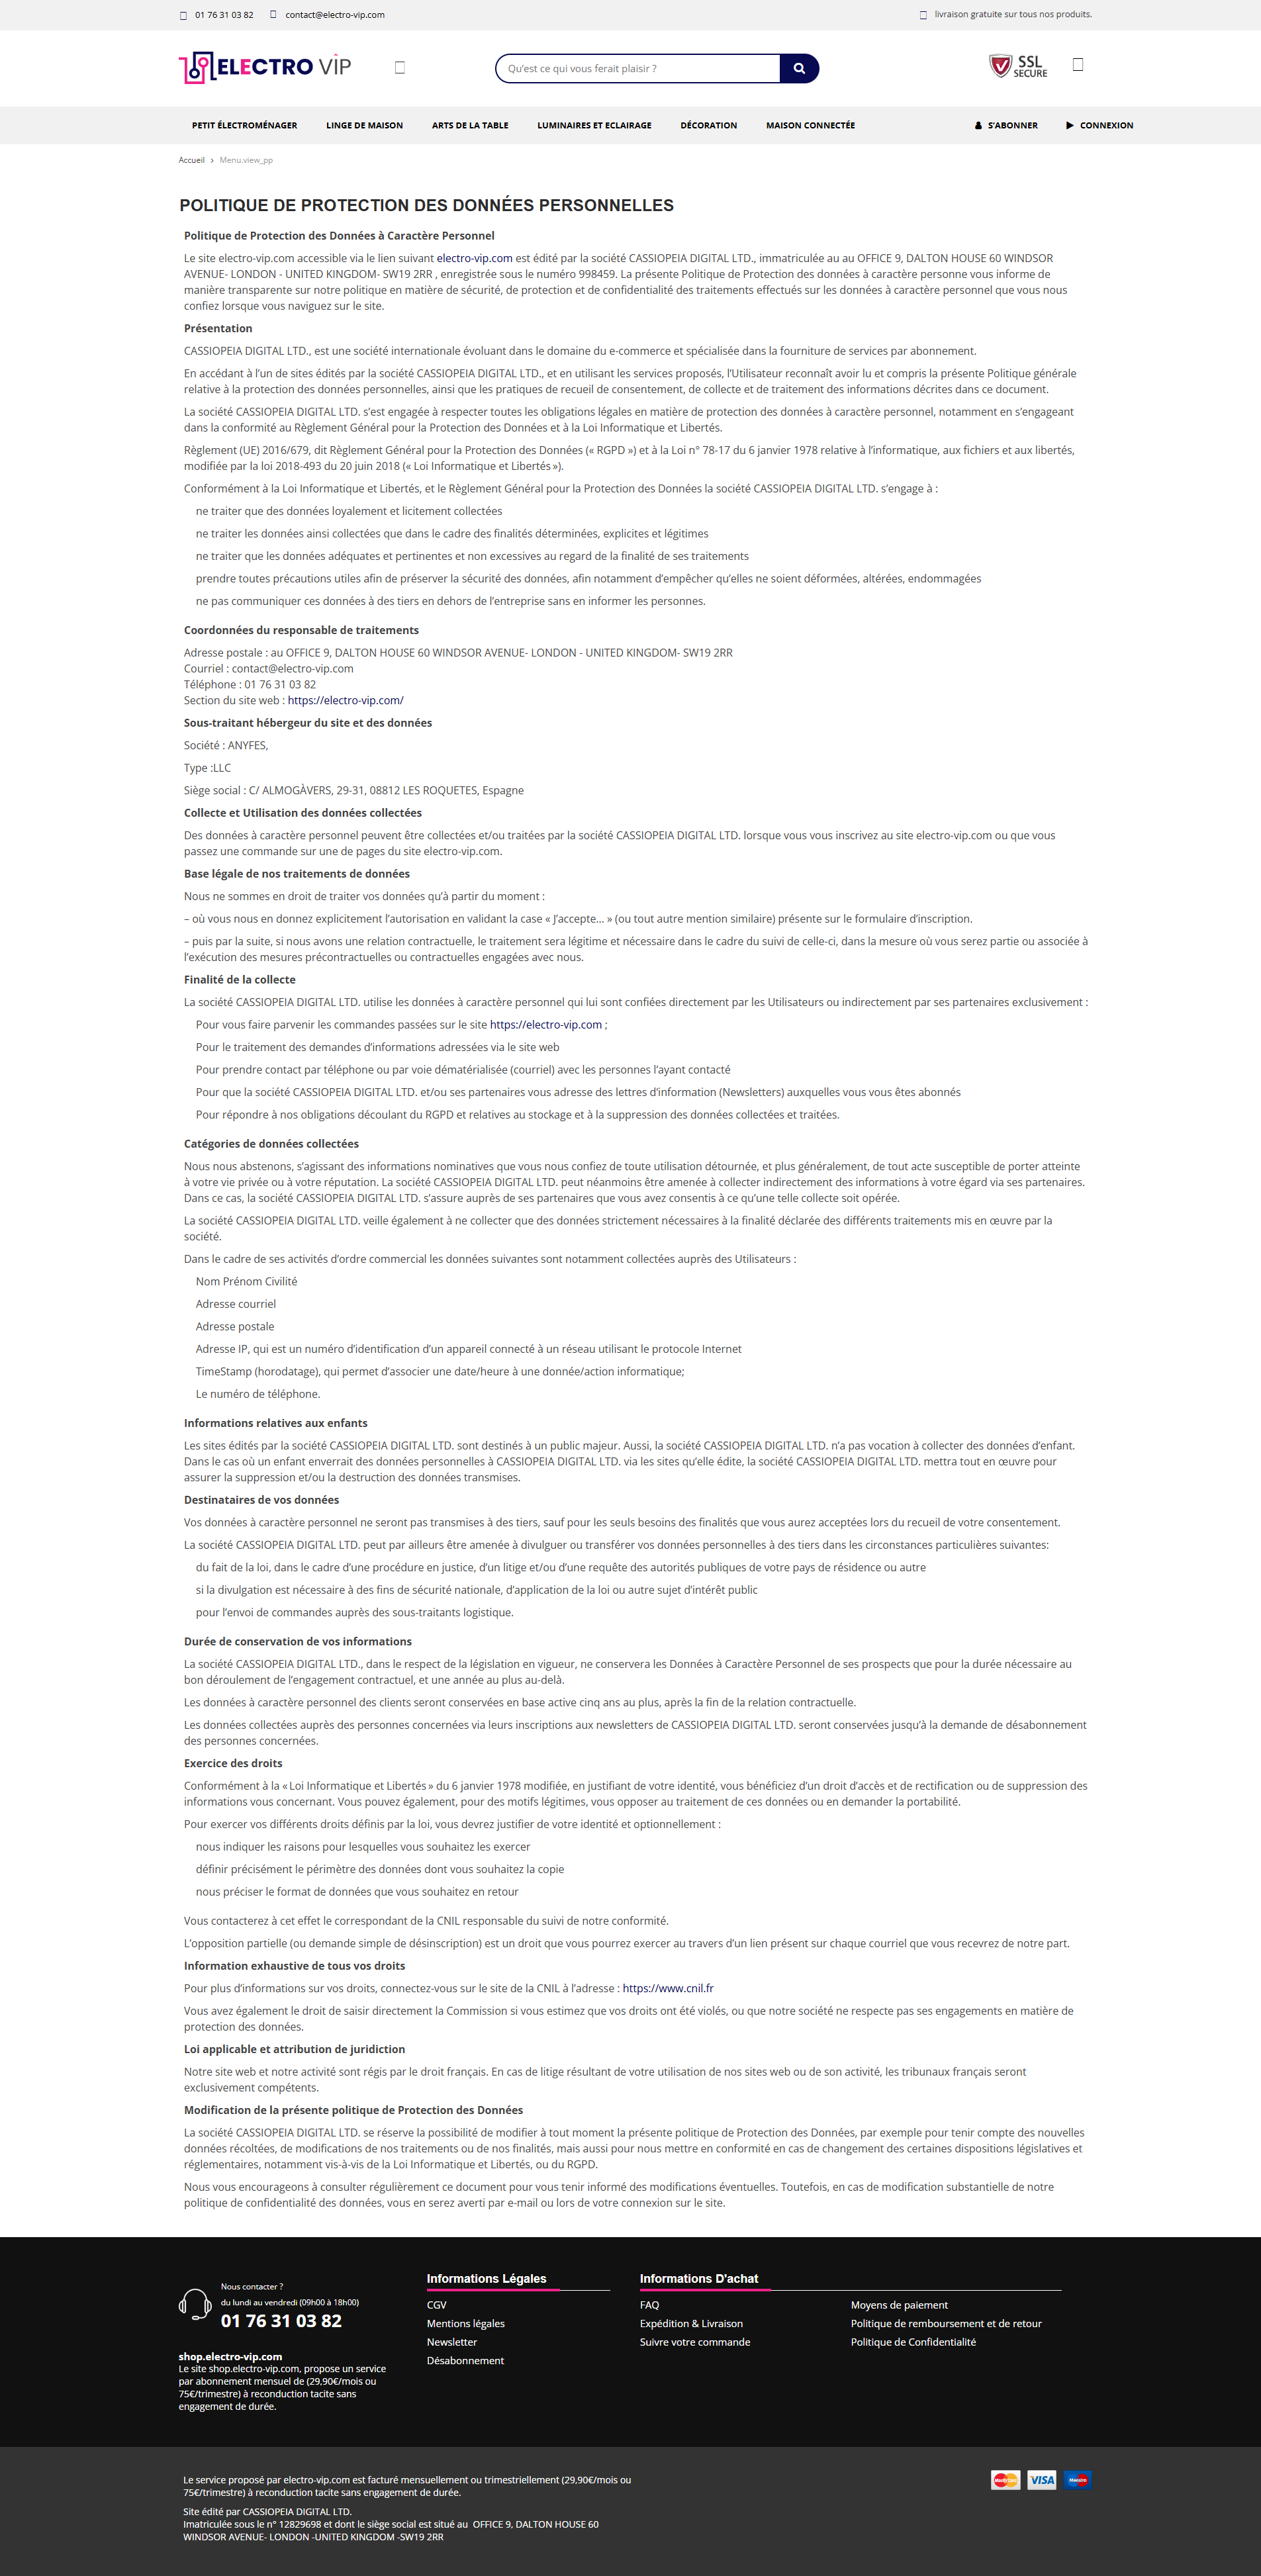 01 76 31 03 82 contact@electro-vip.com livraison gratuite sur tous nos produits.
ELECTRO VIP Qu'est ce qui vous ferait plaisir ? SSL SECURE
PETIT ÉLECTROMÉNAGER LINGE DE MAISON ARTS DE LA TABLE LUMINAIRES ET ECLAIRAGE DÉCORATION MAISON CONNECTÉE S'ABONNER CONNEXION
Accueil › Menu.view_pp
POLITIQUE DE PROTECTION DES DONNÉES PERSONNELLES
Politique de Protection des Données à Caractère Personnel
Le site electro-vip.com accessible via le lien suivant electro-vip.com est édité par la société CASSIOPEIA DIGITAL LTD., immatriculée au au OFFICE 9, DALTON HOUSE 60 WINDSOR
AVENUE- LONDON - UNITED KINGDOM- SW19 2RR , enregistrée sous le numéro 998459. La présente Politique de Protection des données à caractère personne vous informe de
manière transparente sur notre politique en matière de sécurité, de protection et de confidentialité des traitements effectués sur les données à caractère personnel que vous nous
confiez lorsque vous naviguez sur le site.
Présentation
CASSIOPEIA DIGITAL LTD., est une société internationale évoluant dans le domaine du e-commerce et spécialisée dans la fourniture de services par abonnement.
En accédant à l'un de sites édités par la société CASSIOPEIA DIGITAL LTD., et en utilisant les services proposés, l'Utilisateur reconnaît avoir lu et compris la présente Politique générale
relative à la protection des données personnelles, ainsi que les pratiques de recueil de consentement, de collecte et de traitement des informations décrites dans ce document.
La société CASSIOPEIA DIGITAL LTD. s'est engagée à respecter toutes les obligations légales en matière de protection des données à caractère personnel, notamment en s'engageant
dans la conformité au Règlement Général pour la Protection des Données et à la Loi Informatique et Libertés.
Règlement (UE) 2016/679, dit Règlement Général pour la Protection des Données (« RGPD ») et à la Loi n° 78-17 du 6 janvier 1978 relative à l'informatique, aux fichiers et aux libertés,
modifiée par la loi 2018-493 du 20 juin 2018 (« Loi Informatique et Libertés »).
Conformément à la Loi Informatique et Libertés, et le Règlement Général pour la Protection des Données la société CASSIOPEIA DIGITAL LTD. s'engage à :
ne traiter que des données loyalement et licitement collectées
ne traiter les données ainsi collectées que dans le cadre des finalités déterminées, explicites et légitimes
ne traiter que les données adéquates et pertinentes et non excessives au regard de la finalité de ses traitements
prendre toutes précautions utiles afin de préserver la sécurité des données, afin notamment d'empêcher qu'elles ne soient déformées, altérées, endommagées
ne pas communiquer ces données à des tiers en dehors de l'entreprise sans en informer les personnes.
Coordonnées du responsable de traitements
Adresse postale : au OFFICE 9, DALTON HOUSE 60 WINDSOR AVENUE- LONDON - UNITED KINGDOM- SW19 2RR
Courriel : contact@electro-vip.com
Téléphone : 01 76 31 03 82
Section du site web : https://electro-vip.com/
Sous-traitant hébergeur du site et des données
Société : ANYFES,
Type :LLC
Siège social : C/ ALMOGÀVERS, 29-31, 08812 LES ROQUETES, Espagne
Collecte et Utilisation des données collectées
Des données à caractère personnel peuvent être collectées et/ou traitées par la société CASSIOPEIA DIGITAL LTD. lorsque vous vous inscrivez au site electro-vip.com ou que vous
passez une commande sur une de pages du site electro-vip.com.
Base légale de nos traitements de données
Nous ne sommes en droit de traiter vos données qu'à partir du moment :
– où vous nous en donnez explicitement l'autorisation en validant la case « J'accepte... » (ou tout autre mention similaire) présente sur le formulaire d'inscription.
– puis par la suite, si nous avons une relation contractuelle, le traitement sera légitime et nécessaire dans le cadre du suivi de celle-ci, dans la mesure où vous serez partie ou associée à
l'exécution des mesures précontractuelles ou contractuelles engagées avec nous.
Finalité de la collecte
La société CASSIOPEIA DIGITAL LTD. utilise les données à caractère personnel qui lui sont confiées directement par les Utilisateurs ou indirectement par ses partenaires exclusivement :
Pour vous faire parvenir les commandes passées sur le site https://electro-vip.com ;
Pour le traitement des demandes d'informations adressées via le site web
Pour prendre contact par téléphone ou par voie dématérialisée (courriel) avec les personnes l'ayant contacté
Pour que la société CASSIOPEIA DIGITAL LTD. et/ou ses partenaires vous adresse des lettres d'information (Newsletters) auxquelles vous vous êtes abonnés
Pour répondre à nos obligations découlant du RGPD et relatives au stockage et à la suppression des données collectées et traitées.
Catégories de données collectées
Nous nous abstenons, s'agissant des informations nominatives que vous nous confiez de toute utilisation détournée, et plus généralement, de tout acte susceptible de porter atteinte
à votre vie privée ou à votre réputation. La société CASSIOPEIA DIGITAL LTD. peut néanmoins être amenée à collecter indirectement des informations à votre égard via ses partenaires.
Dans ce cas, la société CASSIOPEIA DIGITAL LTD. s'assure auprès de ses partenaires que vous avez consentis à ce qu'une telle collecte soit opérée.
La société CASSIOPEIA DIGITAL LTD. veille également à ne collecter que des données strictement nécessaires à la finalité déclarée des différents traitements mis en œuvre par la
société.
Dans le cadre de ses activités d'ordre commercial les données suivantes sont notamment collectées auprès des Utilisateurs :
Nom Prénom Civilité
Adresse courriel
Adresse postale
Adresse IP, qui est un numéro d'identification d'un appareil connecté à un réseau utilisant le protocole Internet
TimeStamp (horodatage), qui permet d'associer une date/heure à une donnée/action informatique;
Le numéro de téléphone.
Informations relatives aux enfants
Les sites édités par la société CASSIOPEIA DIGITAL LTD. sont destinés à un public majeur. Aussi, la société CASSIOPEIA DIGITAL LTD. n'a pas vocation à collecter des données d'enfant.
Dans le cas où un enfant enverrait des données personnelles à CASSIOPEIA DIGITAL LTD. via les sites qu'elle édite, la société CASSIOPEIA DIGITAL LTD. mettra tout en œuvre pour
assurer la suppression et/ou la destruction des données transmises.
Destinataires de vos données
Vos données à caractère personnel ne seront pas transmises à des tiers, sauf pour les seuls besoins des finalités que vous aurez acceptées lors du recueil de votre consentement.
La société CASSIOPEIA DIGITAL LTD. peut par ailleurs être amenée à divulguer ou transférer vos données personnelles à des tiers dans les circonstances particulières suivantes:
du fait de la loi, dans le cadre d'une procédure en justice, d'un litige et/ou d'une requête des autorités publiques de votre pays de résidence ou autre
si la divulgation est nécessaire à des fins de sécurité nationale, d'application de la loi ou autre sujet d'intérêt public
pour l'envoi de commandes auprès des sous-traitants logistique.
Durée de conservation de vos informations
La société CASSIOPEIA DIGITAL LTD., dans le respect de la législation en vigueur, ne conservera les Données à Caractère Personnel de ses prospects que pour la durée nécessaire au
bon déroulement de l'engagement contractuel, et une année au plus au-delà.
Les données à caractère personnel des clients seront conservées en base active cinq ans au plus, après la fin de la relation contractuelle.
Les données collectées auprès des personnes concernées via leurs inscriptions aux newsletters de CASSIOPEIA DIGITAL LTD. seront conservées jusqu'à la demande de désabonnement
des personnes concernées.
Exercice des droits
Conformément à la « Loi Informatique et Libertés » du 6 janvier 1978 modifiée, en justifiant de votre identité, vous bénéficiez d'un droit d'accès et de rectification ou de suppression des
informations vous concernant. Vous pouvez également, pour des motifs légitimes, vous opposer au traitement de ces données ou en demander la portabilité.
Pour exercer vos différents droits définis par la loi, vous devrez justifier de votre identité et optionnellement :
nous indiquer les raisons pour lesquelles vous souhaitez les exercer
définir précisément le périmètre des données dont vous souhaitez la copie
nous préciser le format de données que vous souhaitez en retour
Vous contacterez à cet effet le correspondant de la CNIL responsable du suivi de notre conformité.
L'opposition partielle (ou demande simple de désinscription) est un droit que vous pourrez exercer au travers d'un lien présent sur chaque courriel que vous recevrez de notre part.
Information exhaustive de tous vos droits
Pour plus d'informations sur vos droits, connectez-vous sur le site de la CNIL à l'adresse : https://www.cnil.fr
Vous avez également le droit de saisir directement la Commission si vous estimez que vos droits ont été violés, ou que notre société ne respecte pas ses engagements en matière de
protection des données.
Loi applicable et attribution de juridiction
Notre site web et notre activité sont régis par le droit français. En cas de litige résultant de votre utilisation de nos sites web ou de son activité, les tribunaux français seront
exclusivement compétents.
Modification de la présente politique de Protection des Données
La société CASSIOPEIA DIGITAL LTD. se réserve la possibilité de modifier à tout moment la présente politique de Protection des Données, par exemple pour tenir compte des nouvelles
données récoltées, de modifications de nos traitements ou de nos finalités, mais aussi pour nous mettre en conformité en cas de changement des certaines dispositions législatives et
réglementaires, notamment vis-à-vis de la Loi Informatique et Libertés, ou du RGPD.
Nous vous encourageons à consulter régulièrement ce document pour vous tenir informé des modifications éventuelles. Toutefois, en cas de modification substantielle de notre
politique de confidentialité des données, vous en serez averti par e-mail ou lors de votre connexion sur le site.
Nous contacter ?
du lundi au vendredi (09h00 à 18h00)
01 76 31 03 82
shop.electro-vip.com
Le site shop.electro-vip.com, propose un service
par abonnement mensuel de (29,90€/mois ou
75€/trimestre) à reconduction tacite sans
engagement de durée.
Informations Légales
CGV
Mentions légales
Newsletter
Désabonnement
Informations D'achat
FAQ Moyens de paiement
Expédition & Livraison Politique de remboursement et de retour
Suivre votre commande Politique de Confidentialité
Le service proposé par electro-vip.com est facturé mensuellement ou trimestriellement (29,90€/mois ou
75€/trimestre) à reconduction tacite sans engagement de durée.
Site édité par CASSIOPEIA DIGITAL LTD.
Imatriculée sous le n° 12829698 et dont le siège social est situé au OFFICE 9, DALTON HOUSE 60
WINDSOR AVENUE- LONDON -UNITED KINGDOM -SW19 2RR
MasterCard VISA Maestro